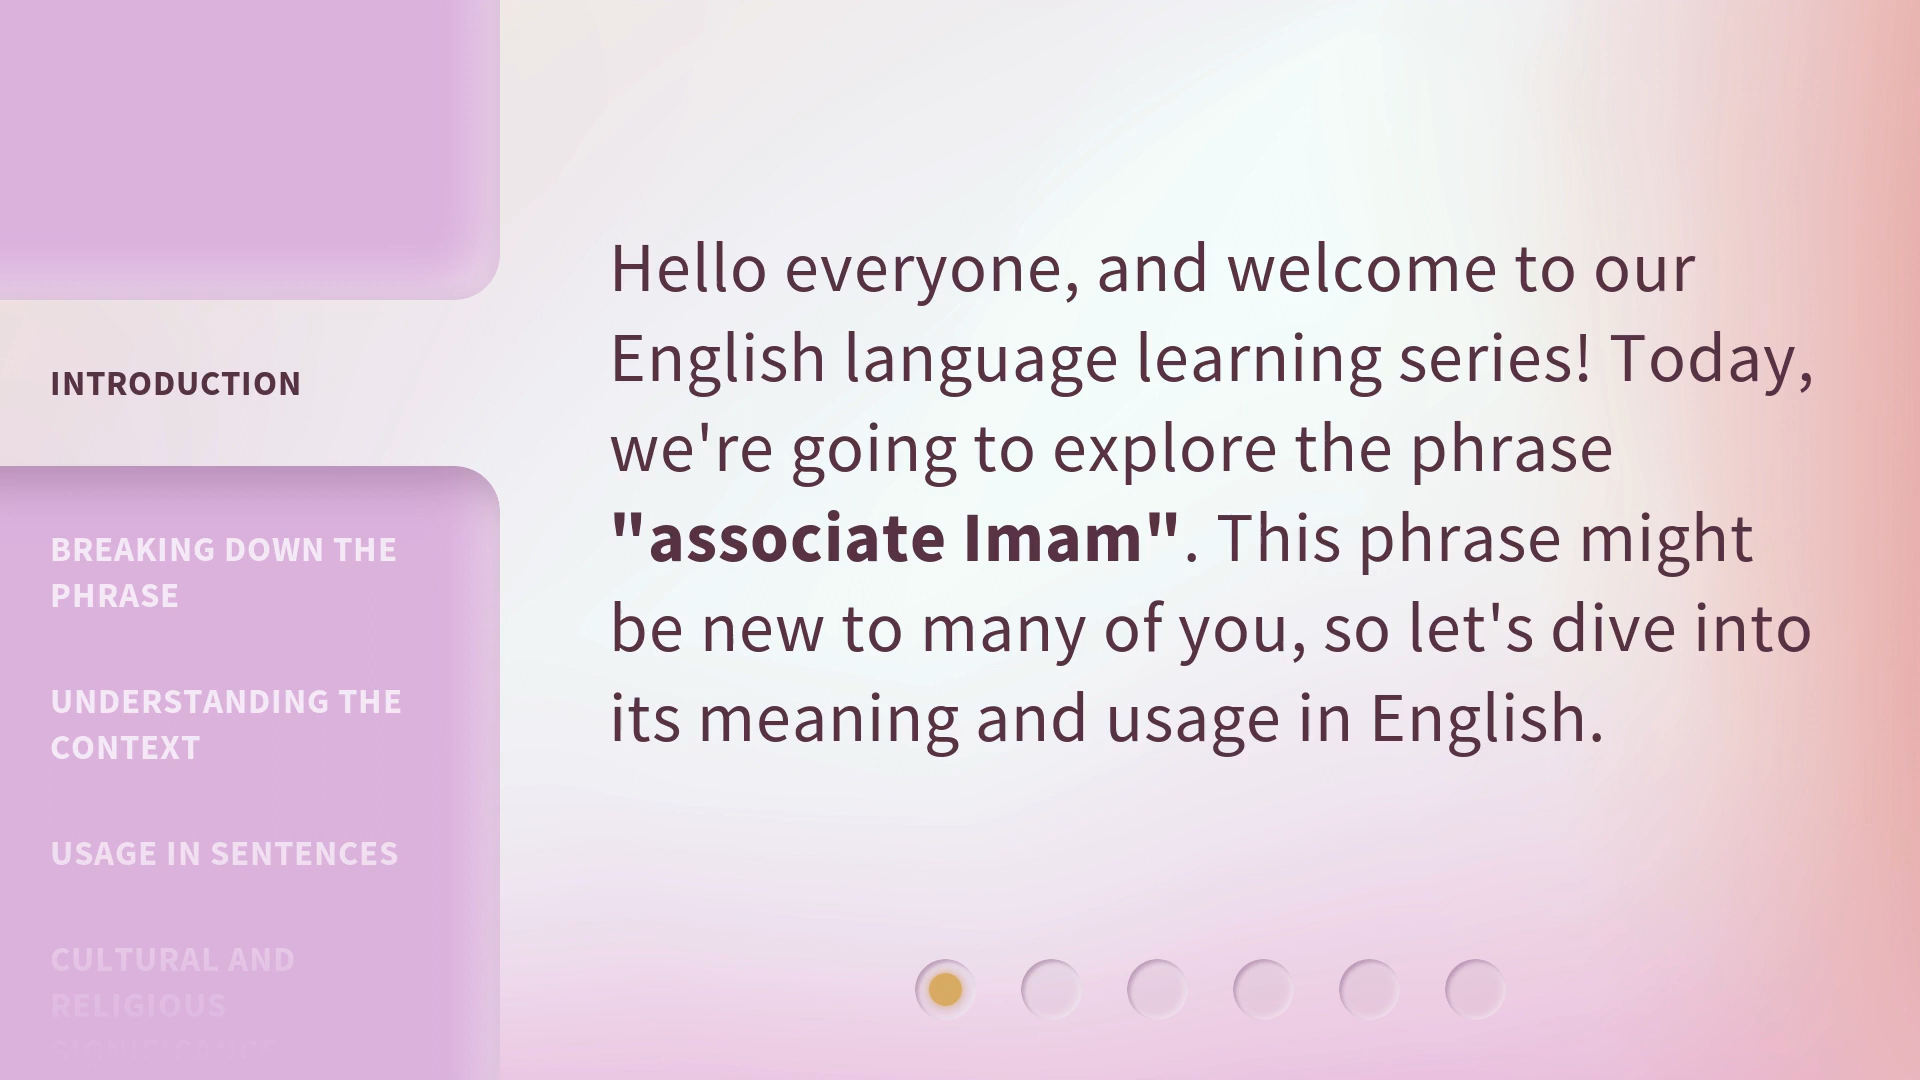 INTRODUCTION
BREAKING DOWN THE
PHRASE
UNDERSTANDING THE
CONTEXT
USAGE IN SENTENCES
CULTURAL AND
RELIGIOUS
SIGNIFICANCE
Hello everyone, and welcome to our
English language learning series! Today,
we're going to explore the phrase
"associate Imam". This phrase might
be new to many of you, so let's dive into
its meaning and usage in English.